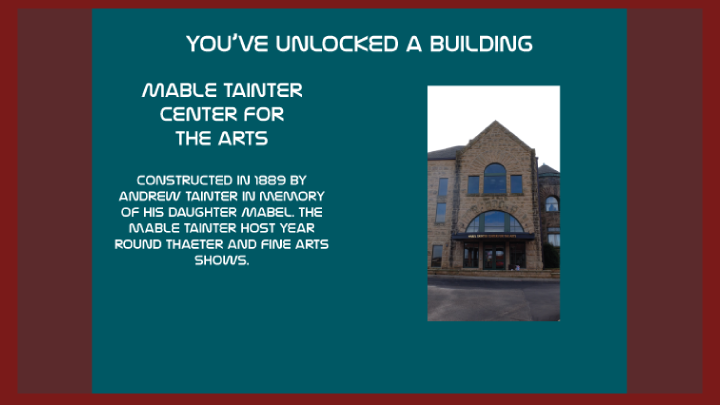 YOU'VE UNLOCKED A BUILDING
MABLE TAINTER
CENTER FOR
THE ARTS
CONSTRUCTED IN 1889 BY
ANDREW TAINTER IN MEMORY
OF HIS DAUGHTER MABEL. THE
MABLE TAINTER HOST YEAR
ROUND THAETER AND FINE ARTS
SHOWS.